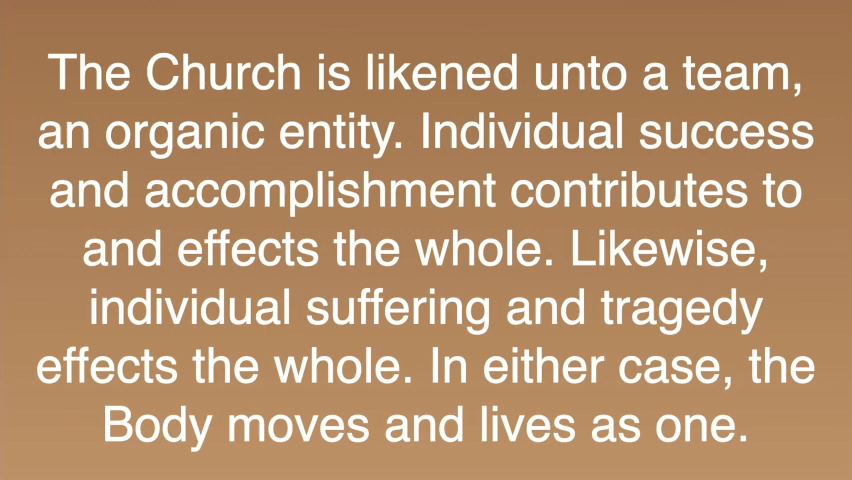 The Church is likened unto a team,
an organic entity. Individual success
and accomplishment contributes to
and effects the whole. Likewise,
individual suffering and tragedy
effects the whole. In either case, the
Body moves and lives as one.